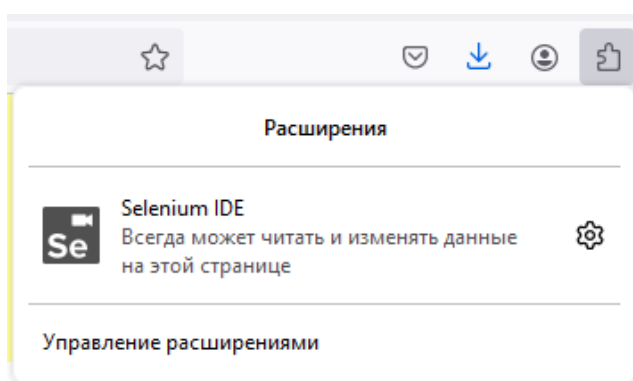 Расширения
Selenium IDE
Se
Всегда может читать и изменять данные
на этой странице
Управление расширениями